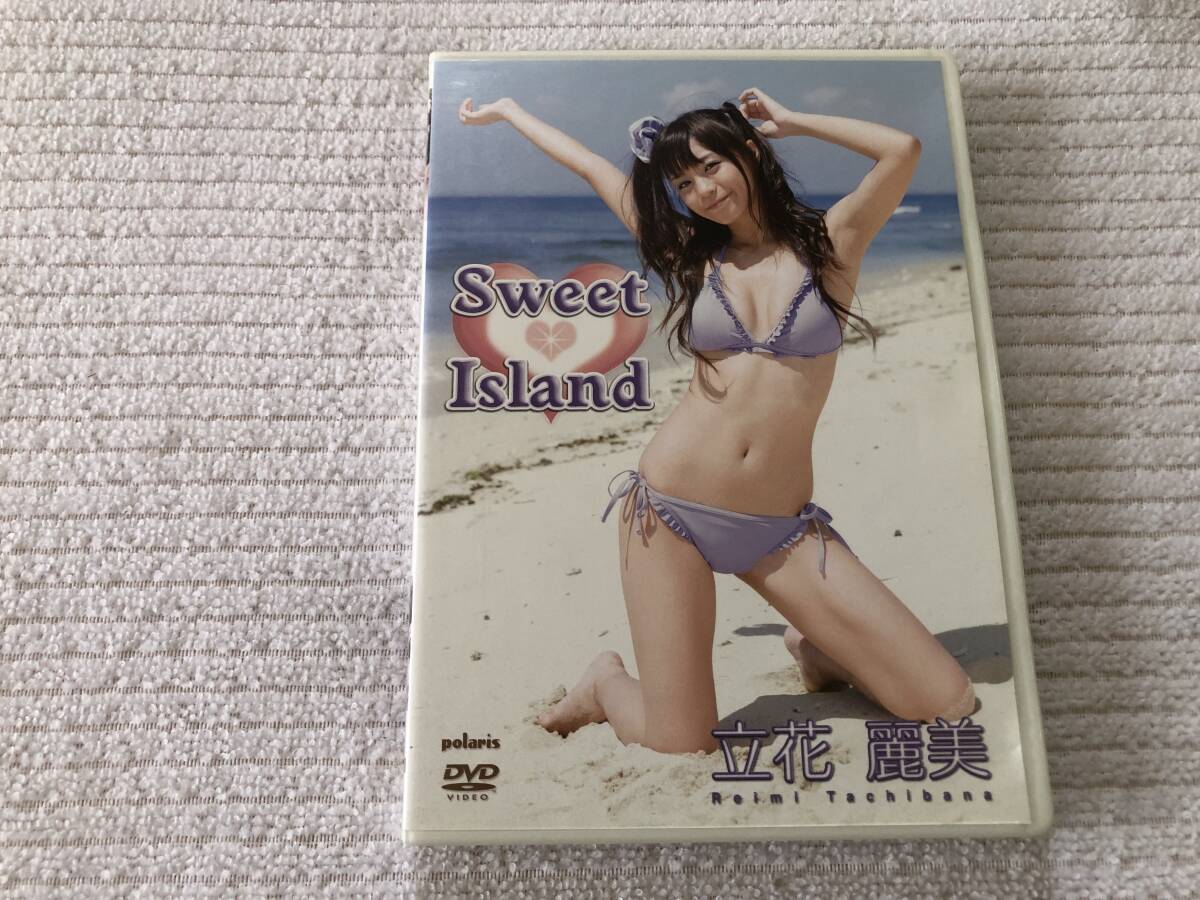 Sweet
Island
polaris
DVD
VIDEO
立花 麗美
Reimi Tachibana